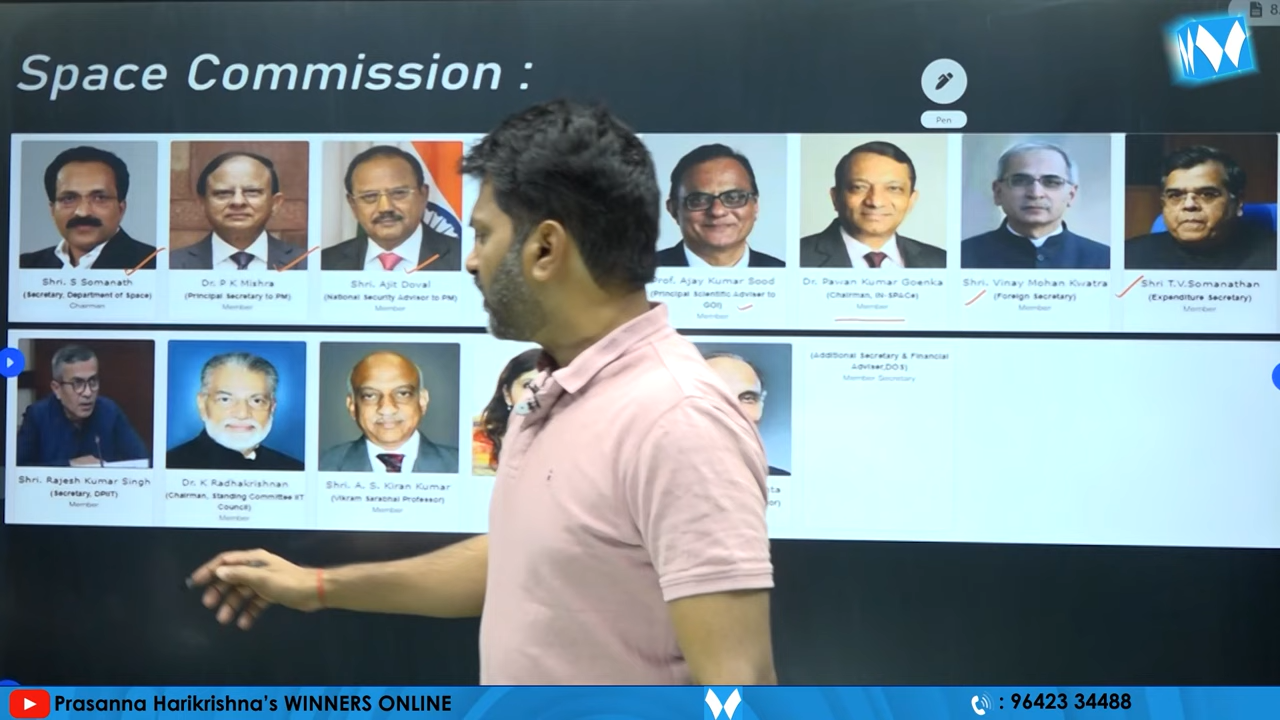 8
Space Commission :
Pen
Shri. S Somanath
(Secretary, Department of Space)
Chairman
Dr. P K Mishra
(Principal Secretary to PM)
Member
Shri. Ajit Doval
(National Security Advisor to PM)
Member
Prof. Ajay Kumar Sood
(Principal Scientific Adviser to
GOI)
Member
Dr. Pawan Kumar Goenka
(Chairman, IN-SPACe)
Member
Shri. Vinay Mohan Kwatra
(Foreign Secretary)
Member
Shri T.V.Somanathan
(Expenditure Secretary)
Member
Shri. Rajesh Kumar Singh
(Secretary, DPIIT)
Member
Dr. K Radhakrishnan
(Chairman, Standing Committee IIT
Council)
Member
Shri. A. S. Kiran Kumar
(Vikram Sarabhai Professor)
Member
(Additional Secretary & Financial
Adviser,DOS)
Member Secretary
Prasanna Harikrishna's WINNERS ONLINE
: 96423 34488